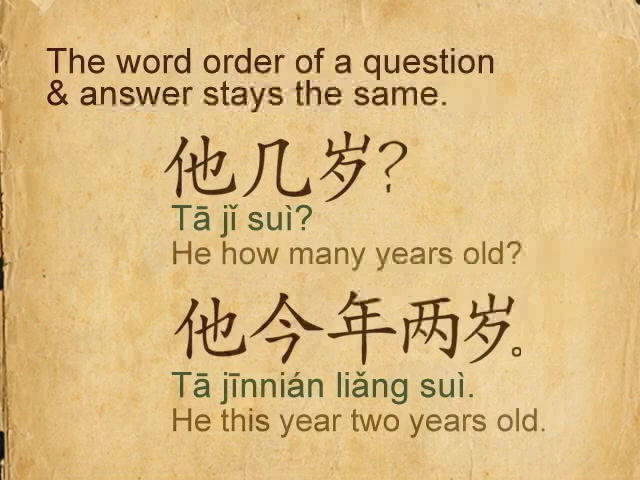 The word order of a question
& answer stays the same.
他几岁?
Tā jǐ suì?
He how many years old?
他今年两岁。
Tā jīnnián liǎng suì.
He this year two years old.